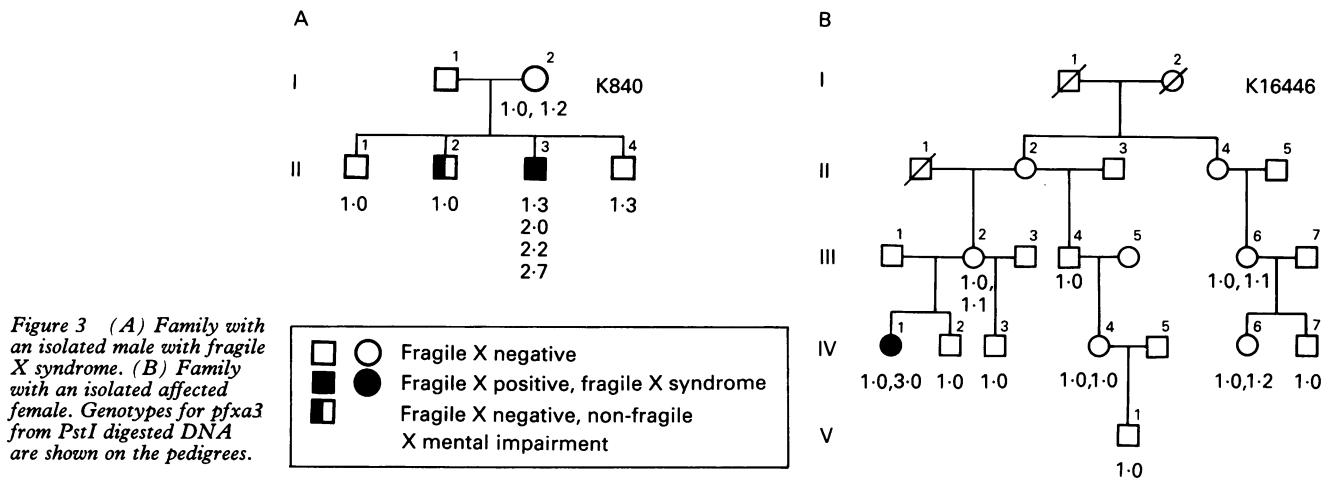 A
I
1
2
K840
1·0, 1·2
II
1
2
3
4
1·0
1·0
1·3
1·3
2·0
2·2
2·7
B
I
1
2
K16446
II
1
2
3
4
5
III
1
2
3
4
5
6
7
1·0,
1·1
1·0
1·0, 1·1
IV
1
2
3
4
5
6
7
1·0,3·0
1·0
1·0
1·0,1·0
1·0,1·2
1·0
V
1
1·0
Figure 3 (A) Family with
an isolated male with fragile
X syndrome. (B) Family
with an isolated affected
female. Genotypes for pfxa3
from PstI digested DNA
are shown on the pedigrees.
Fragile X negative
Fragile X positive, fragile X syndrome
Fragile X negative, non-fragile
X mental impairment